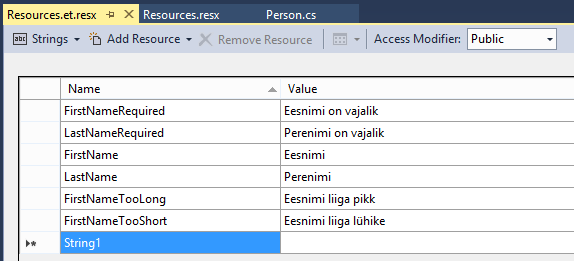 Resources.et.resx Resources.resx Person.cs
abc Strings Add Resource Remove Resource Access Modifier: Public
Name Value
FirstNameRequired Eesnimi on vajalik
LastNameRequired Perenimi on vajalik
FirstName Eesnimi
LastName Perenimi
FirstNameTooLong Eesnimi liiga pikk
FirstNameTooShort Eesnimi liiga lühike
String1